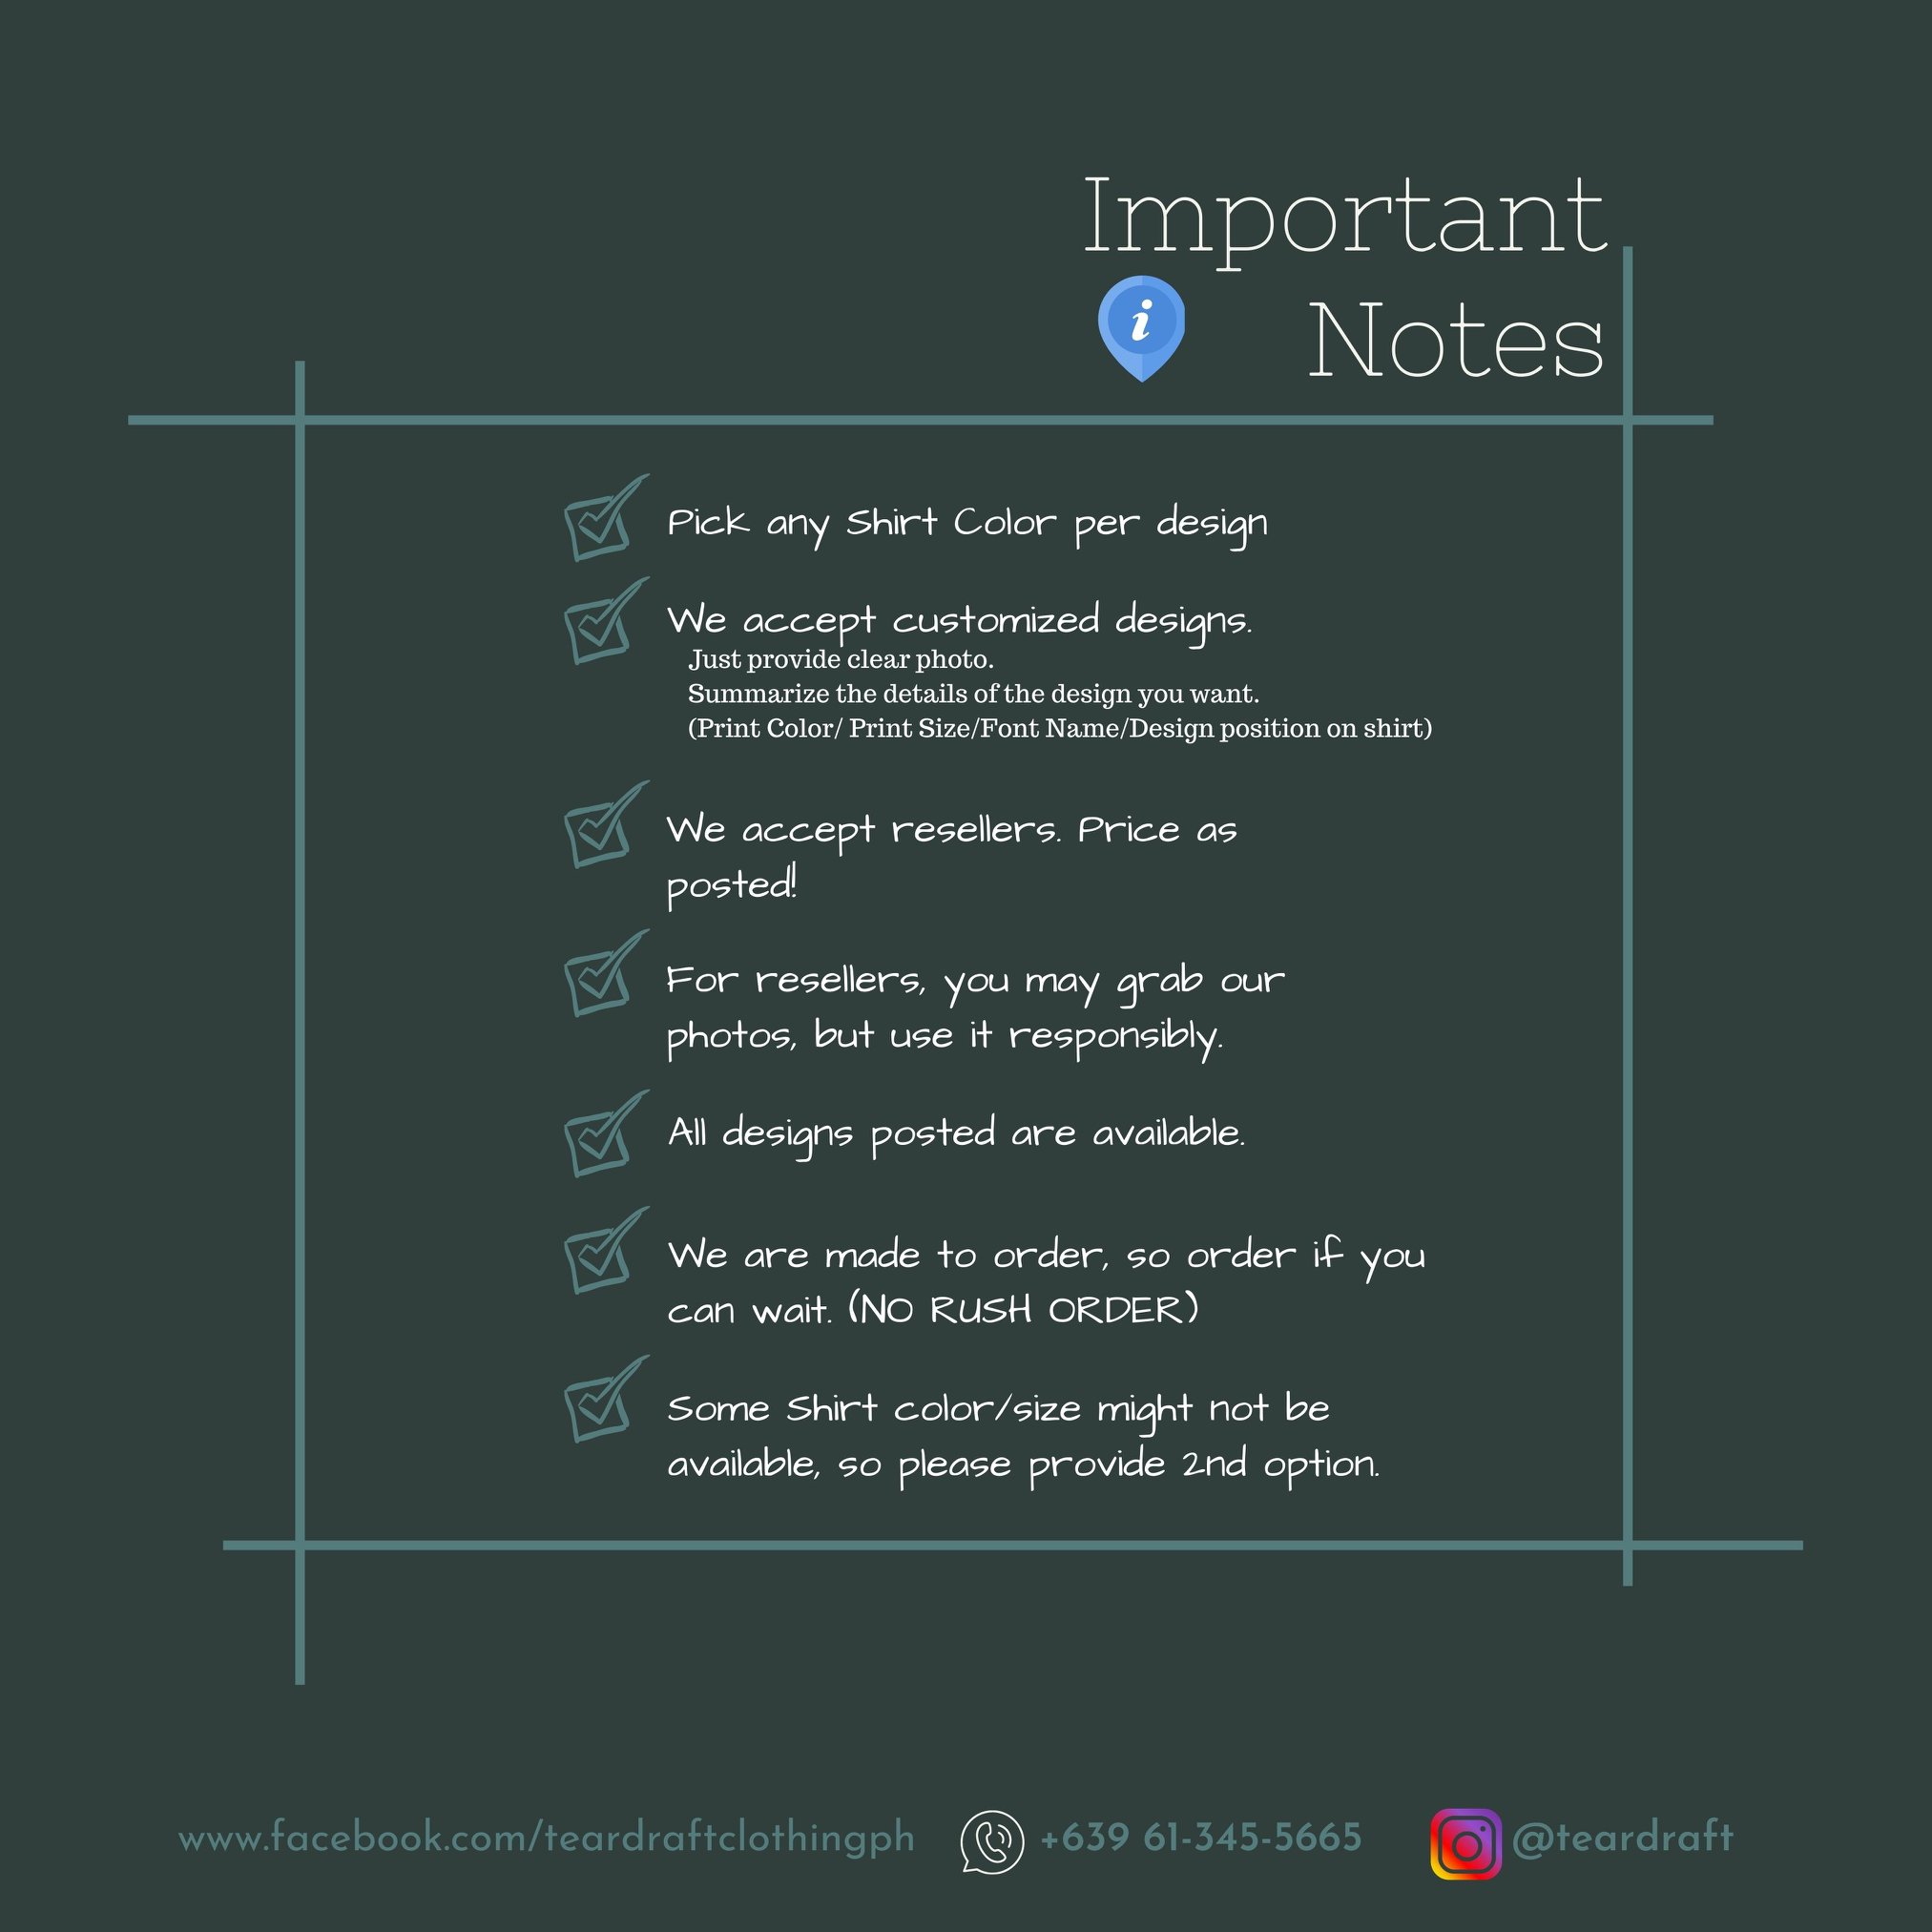 Important
Notes
Pick any Shirt Color per design
We accept customized designs.
Just provide clear photo.
Summarize the details of the design you want.
(Print Color/ Print Size/Font Name/Design position on shirt)
We accept resellers. Price as
posted!
For resellers, you may grab our
photos, but use it responsibly.
All designs posted are available.
We are made to order, so order if you
can wait. (NO RUSH ORDER)
Some Shirt color/size might not be
available, so please provide 2nd option.
www.facebook.com/teardraftclothingph +639 61-345-5665 @teardraft